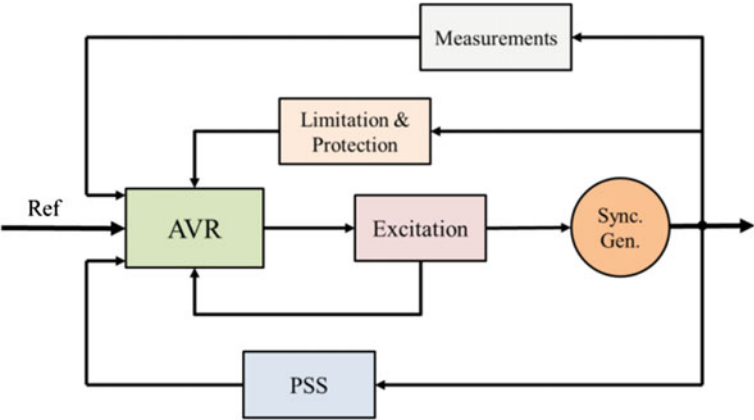 Measurements
Limitation &
Protection
Ref
AVR
Excitation
Sync.
Gen.
PSS